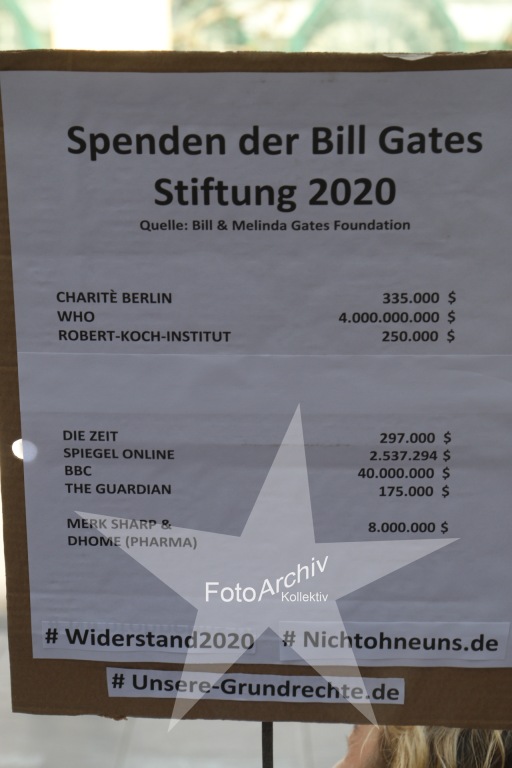 Spenden der Bill Gates
Stiftung 2020
Quelle: Bill & Melinda Gates Foundation
CHARITÈ BERLIN 335.000 $
WHO 4.000.000.000 $
ROBERT-KOCH-INSTITUT 250.000 $
DIE ZEIT 297.000 $
SPIEGEL ONLINE 2.537.294 $
BBC 40.000.000 $
THE GUARDIAN 175.000 $
MERK SHARP & 8.000.000 $
DHOME (PHARMA)
FotoArchiv
Kollektiv
# Widerstand2020 # Nichtohneuns.de
# Unsere-Grundrechte.de